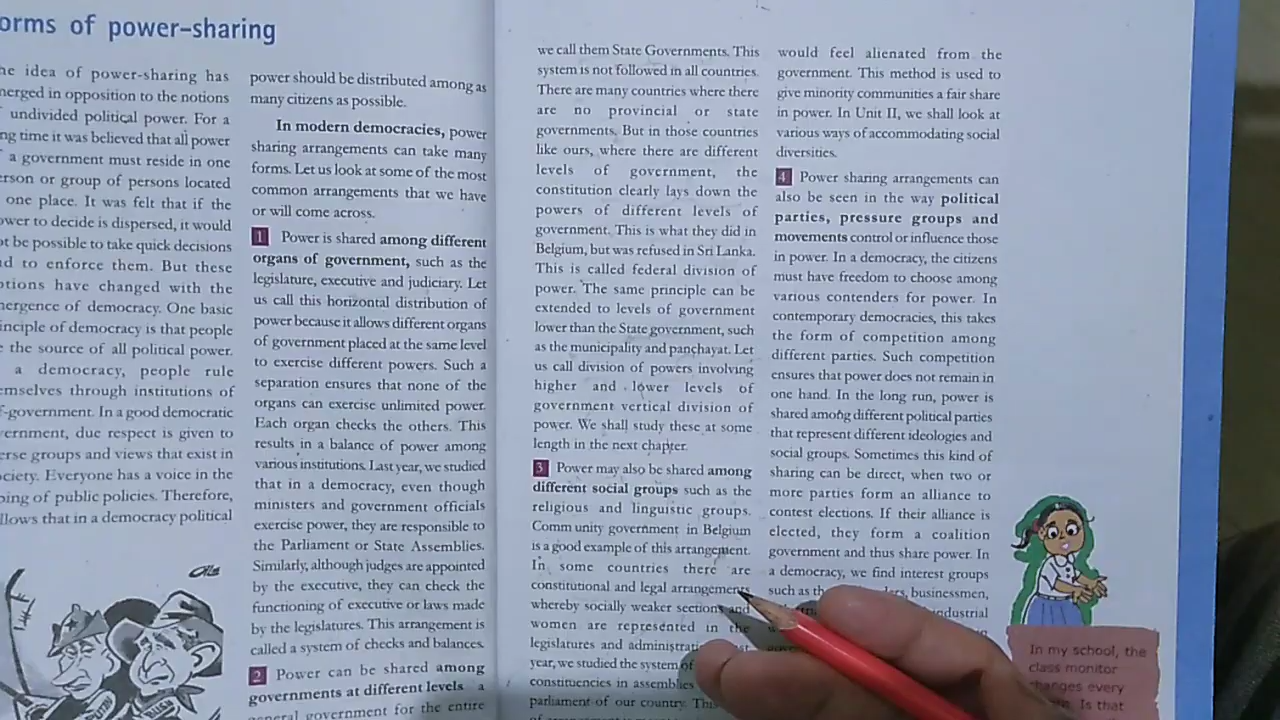 orms of power-sharing
he idea of power-sharing has
nerged in opposition to the notions
undivided political power. For a
ng time it was believed that all power
a government must reside in one
erson or group of persons located
one place. It was felt that if the
ower to decide is dispersed, it would
ot be possible to take quick decisions
nd to enforce them. But these
otions have changed with the
nergence of democracy. One basic
inciple of democracy is that people
e the source of all political power.
a democracy, people rule
emselves through institutions of
f-government. In a good democratic
ernment, due respect is given to
erse groups and views that exist in
ciety. Everyone has a voice in the
ping of public policies. Therefore,
llows that in a democracy political
power should be distributed among as
many citizens as possible.
In modern democracies, power
sharing arrangements can take many
forms. Let us look at some of the most
common arrangements that we have
or will come across.
1 Power is shared among different
organs of government, such as the
legislature, executive and judiciary. Let
us call this horizontal distribution of
power because it allows different organs
of government placed at the same level
to exercise different powers. Such a
separation ensures that none of the
organs can exercise unlimited power.
Each organ checks the others. This
results in a balance of power among
various institutions. Last year, we studied
that in a democracy, even though
ministers and government officials
exercise power, they are responsible to
the Parliament or State Assemblies.
Similarly, although judges are appointed
by the executive, they can check the
functioning of executive or laws made
by the legislatures. This arrangement is
called a system of checks and balances.
2 Power can be shared among
governments at different levels a
general government for the entire
we call them State Governments. This
system is not followed in all countries.
There are many countries where there
are no provincial or state
governments. But in those countries
like ours, where there are different
levels of government, the
constitution clearly lays down the
powers of different levels of
government. This is what they did in
Belgium, but was refused in Sri Lanka.
This is called federal division of
power. The same principle can be
extended to levels of government
lower than the State government, such
as the municipality and panchayat. Let
us call division of powers involving
higher and lower levels of
government vertical division of
power. We shall study these at some
length in the next chapter.
3 Power may also be shared among
different social groups such as the
religious and linguistic groups.
Community government in Belgium
is a good example of this arrangement.
In some countries there are
constitutional and legal arrangements
whereby socially weaker sections and
women are represented in the
legislatures and administrati
year, we studied the system of
constituencies in assemblies
parliament of our country. This
would feel alienated from the
government. This method is used to
give minority communities a fair share
in power. In Unit II, we shall look at
various ways of accommodating social
diversities.
4 Power sharing arrangements can
also be seen in the way political
parties, pressure groups and
movements control or influence those
in power. In a democracy, the citizens
must have freedom to choose among
various contenders for power. In
contemporary democracies, this takes
the form of competition among
different parties. Such competition
ensures that power does not remain in
one hand. In the long run, power is
shared among different political parties
that represent different ideologies and
social groups. Sometimes this kind of
sharing can be direct, when two or
more parties form an alliance to
contest elections. If their alliance is
elected, they form a coalition
government and thus share power. In
a democracy, we find interest groups
such as th rs, businessmen,
industrial
In my school, the
class monitor
changes every
Is that